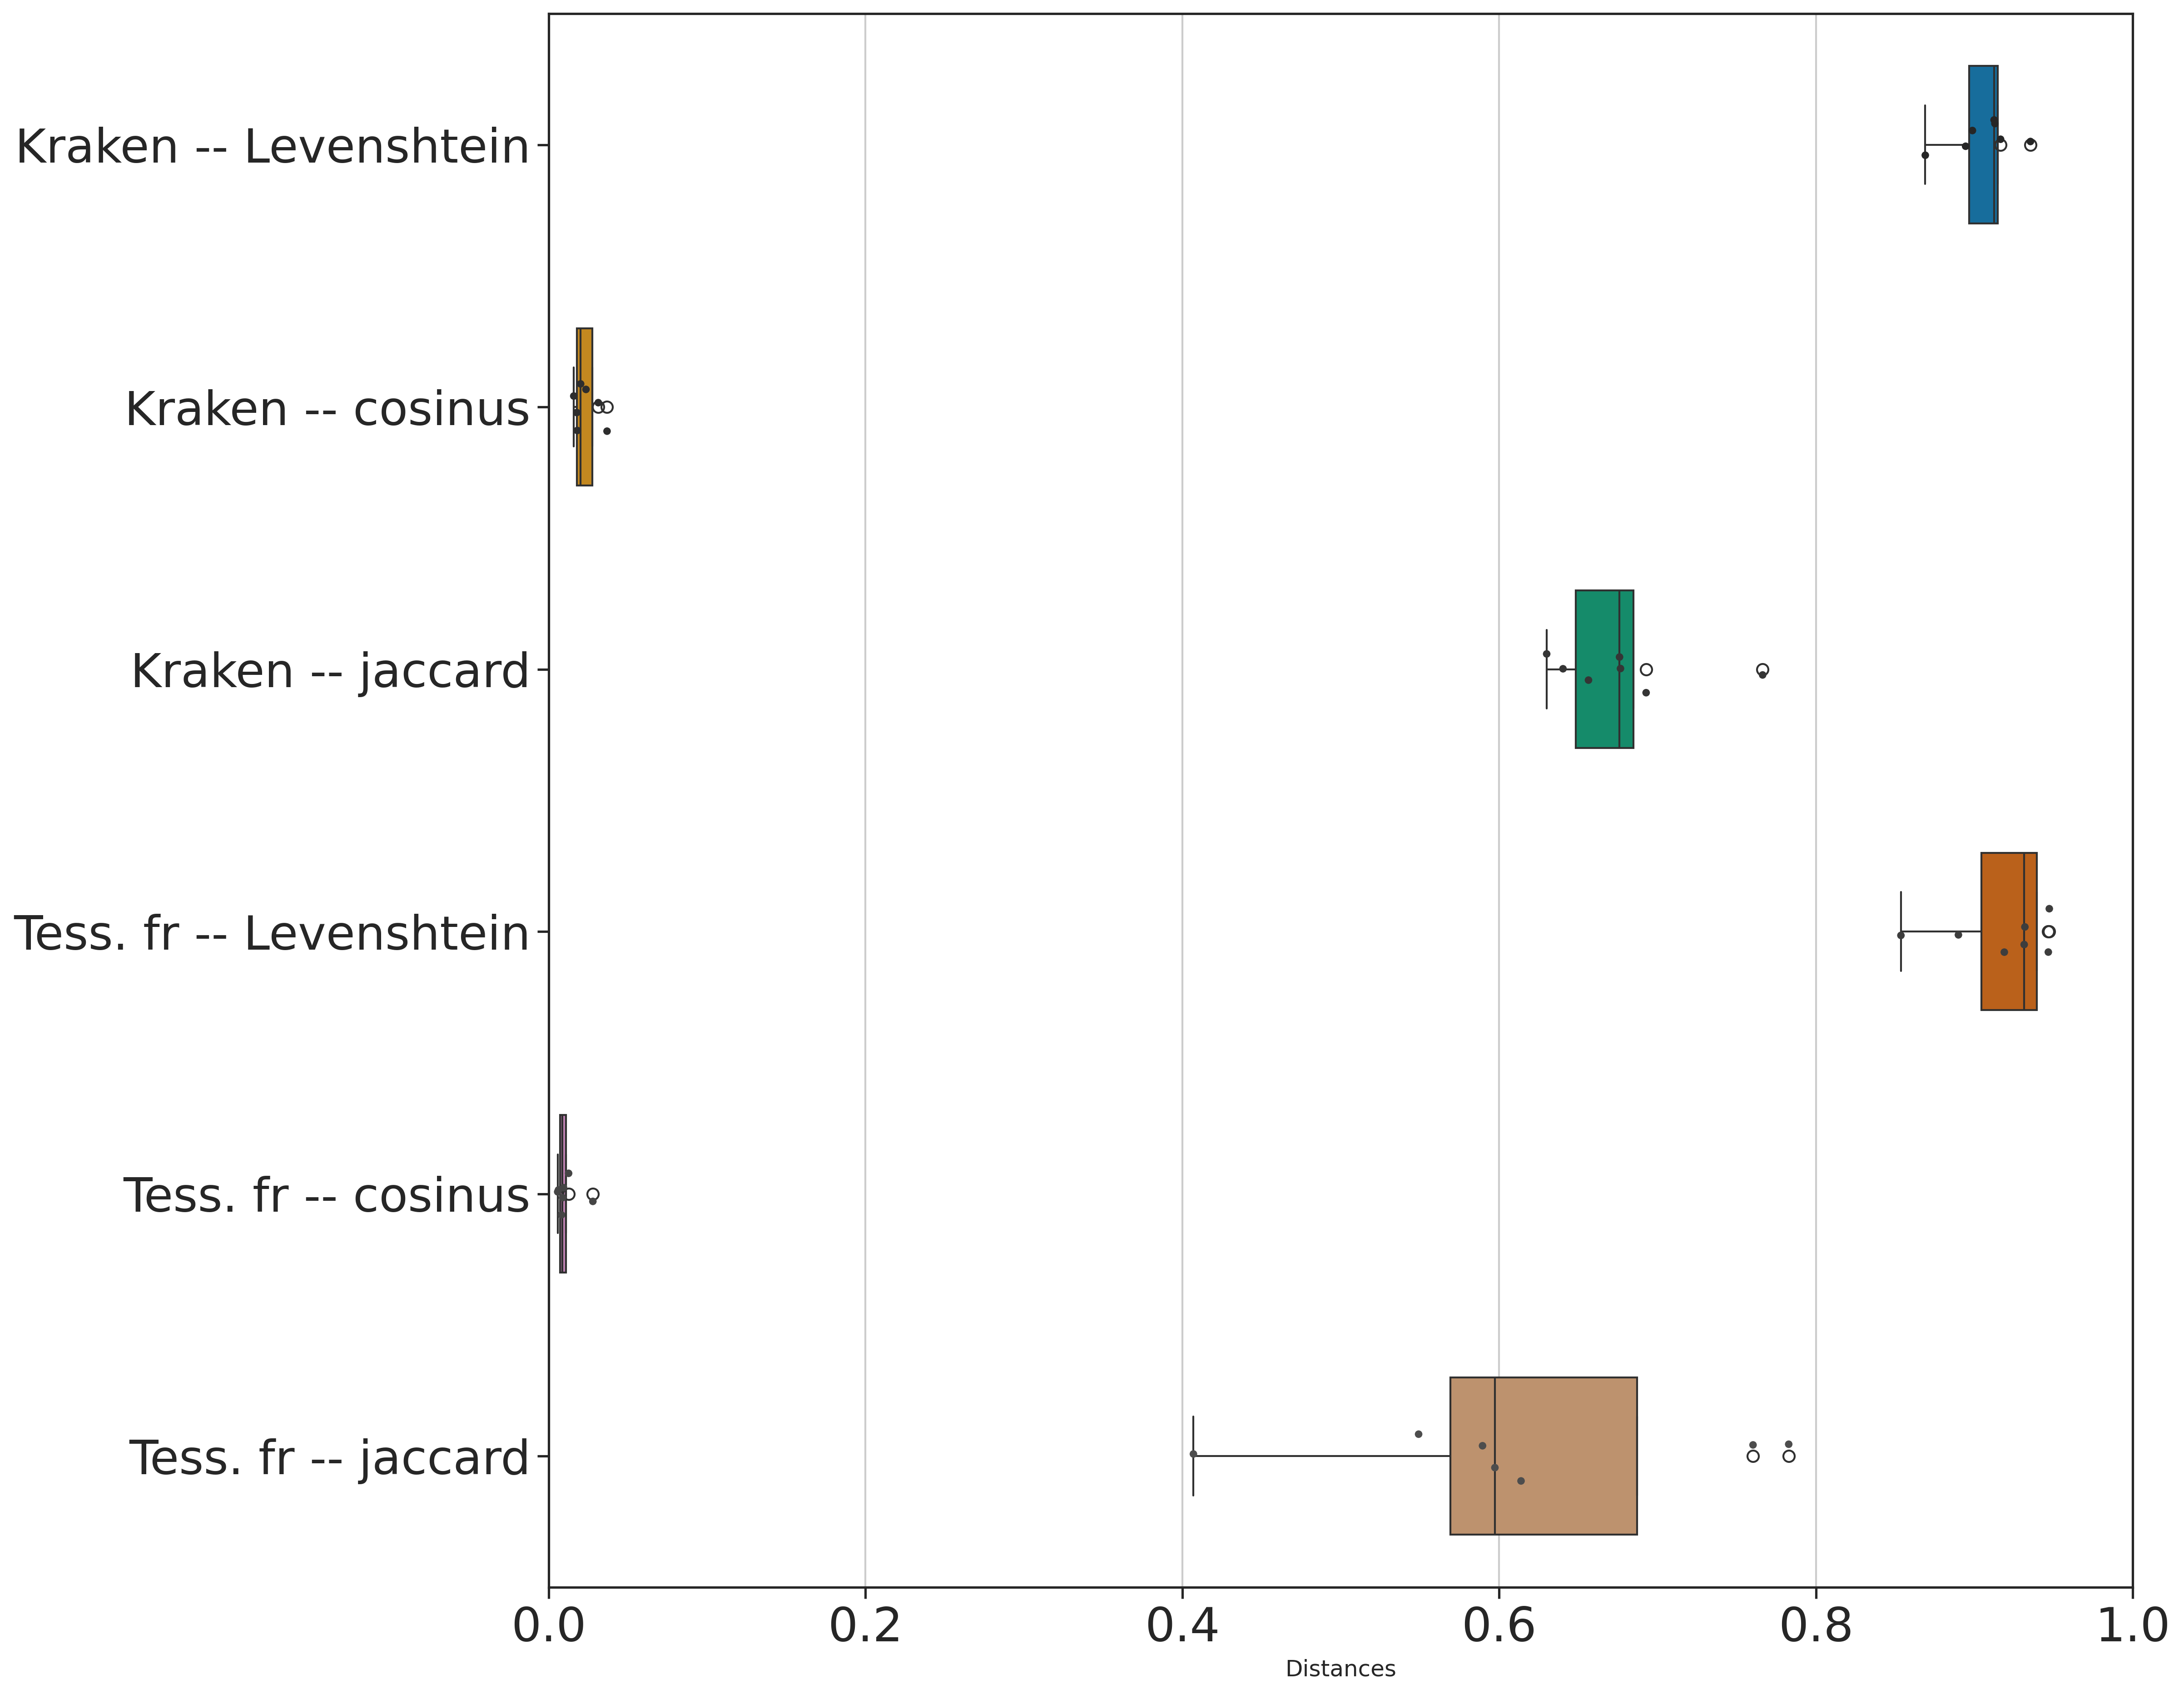 Kraken -- Levenshtein
Kraken -- cosinus
Kraken -- jaccard
Tess. fr -- Levenshtein
Tess. fr -- cosinus
Tess. fr -- jaccard
0.0 0.2 0.4 0.6 0.8 1.0
Distances